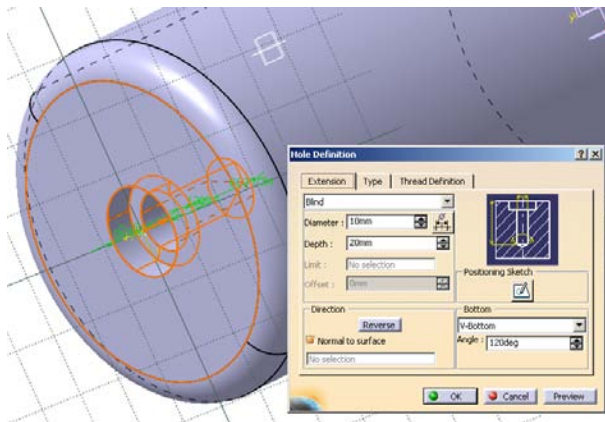 Hole Definition
Extension Type Thread Definition
Blind
Diameter : 10mm
Depth : 20mm
Limit : No selection
Offset : 0mm
Positioning Sketch
Direction
Reverse
Normal to surface
No selection
Bottom
V-Bottom
Angle : 120deg
OK Cancel Preview